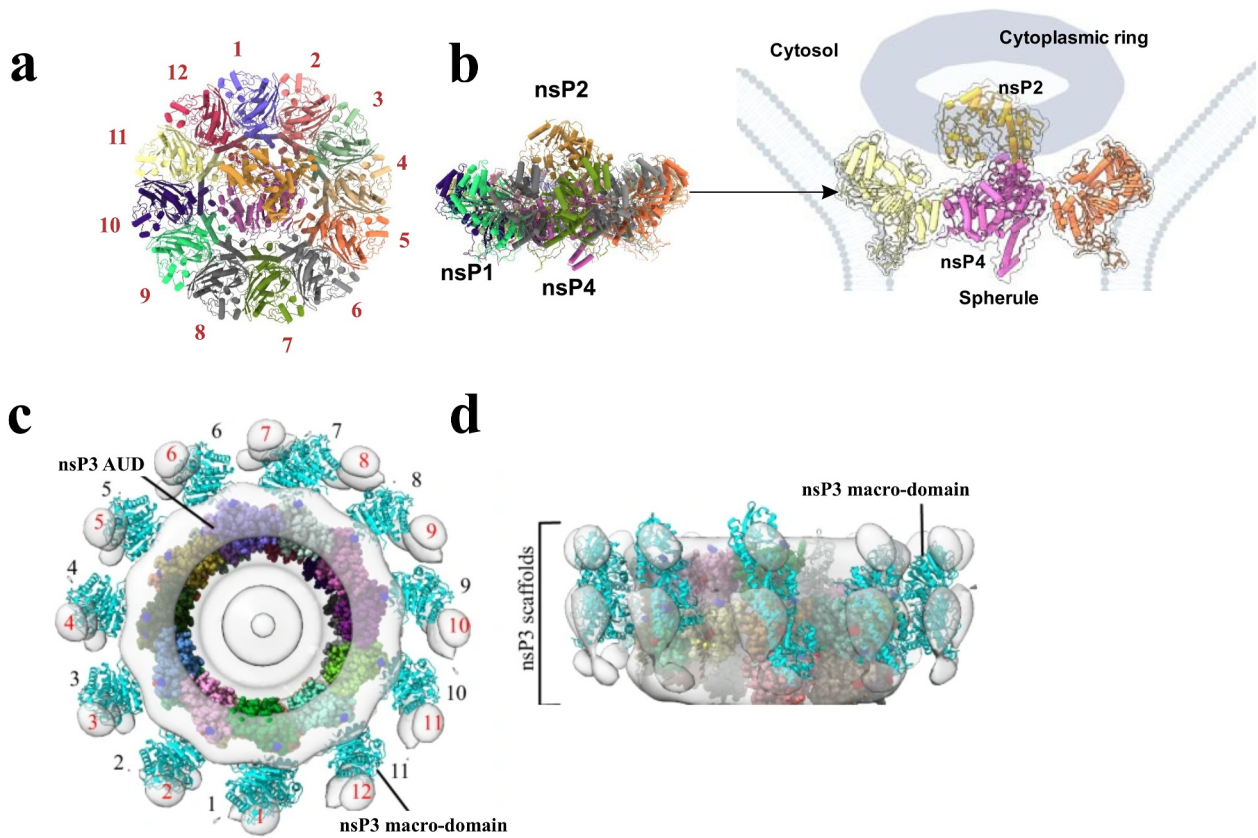 a
1
2
3
4
5
6
7
8
9
10
11
12
b
nsP2
nsP1
nsP4
Cytosol
Cytoplasmic ring
nsP2
nsP4
Spherule
c
nsP3 AUD
1
2
3
4
5
6
7
8
9
10
11
1
2
3
4
5
6
7
8
9
10
11
12
nsP3 macro-domain
d
nsP3 macro-domain
nsP3 scaffolds